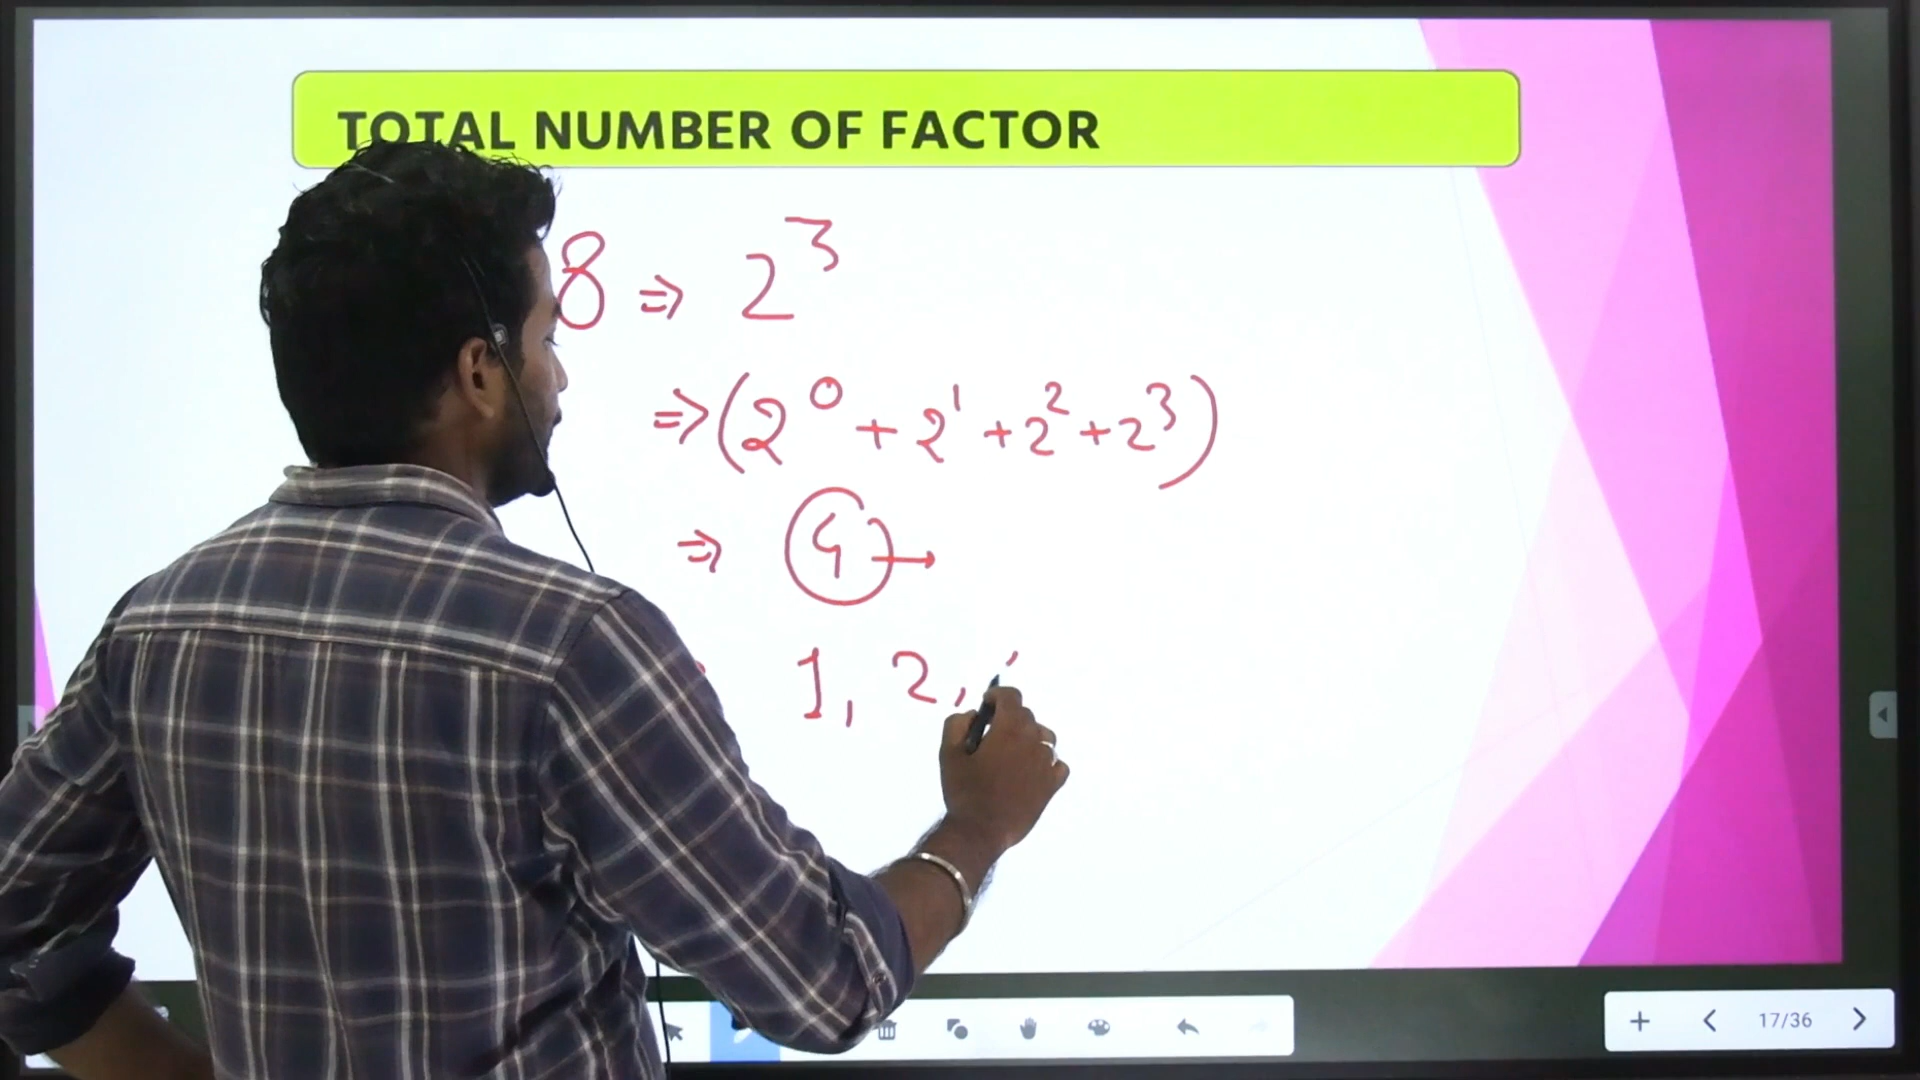 TOTAL NUMBER OF FACTOR
8 ⇒ 2³
⇒ (2⁰ + 2¹ + 2² + 2³)
⇒ 4 →
1, 2,
17/36